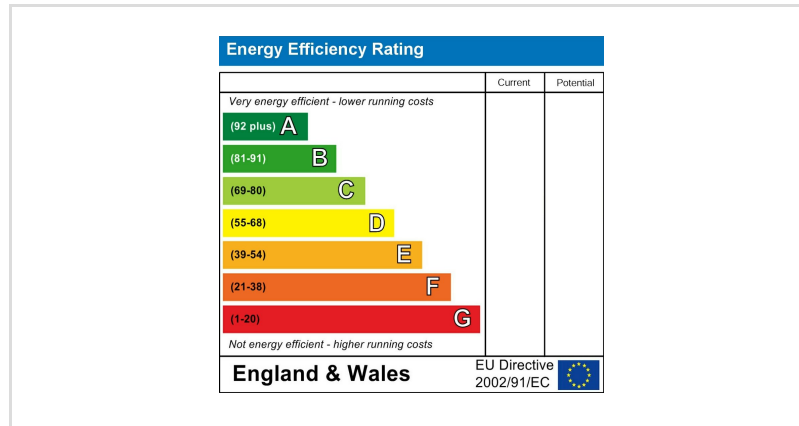 Energy Efficiency Rating
Current Potential
Very energy efficient - lower running costs
(92 plus) A
(81-91) B
(69-80) C
(55-68) D
(39-54) E
(21-38) F
(1-20) G
Not energy efficient - higher running costs
England & Wales
EU Directive
2002/91/EC